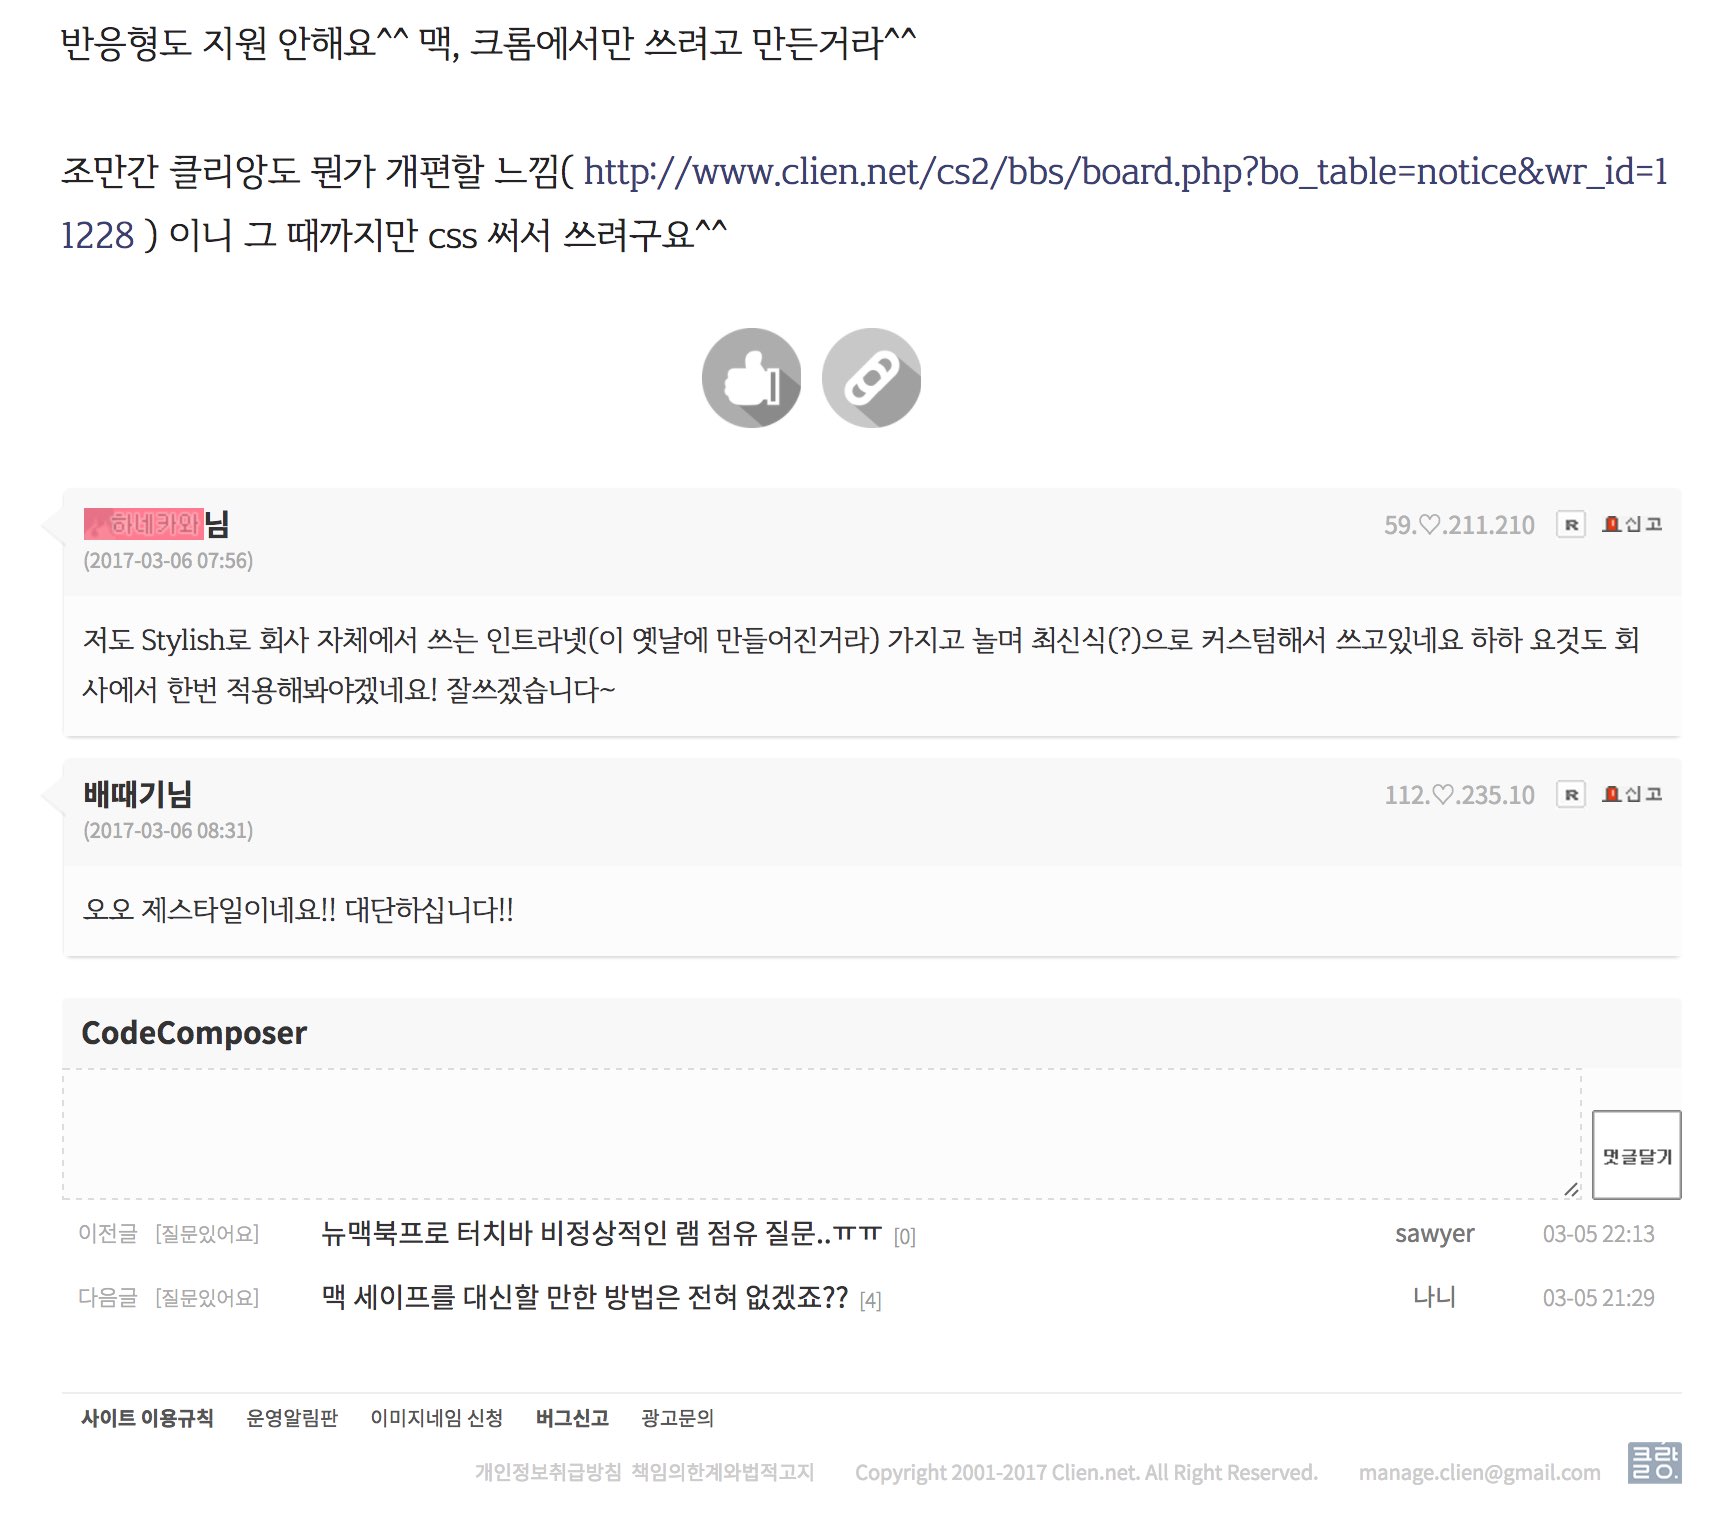 반응형도 지원 안해요^^ 맥, 크롬에서만 쓰려고 만든거라^^
조만간 클리앙도 뭔가 개편할 느낌( http://www.clien.net/cs2/bbs/board.php?bo_table=notice&wr_id=1
1228 ) 이니 그 때까지만 css 써서 쓰려구요^^
하네카와님 59.♡.211.210 R 신고
(2017-03-06 07:56)
저도 Stylish로 회사 자체에서 쓰는 인트라넷(이 옛날에 만들어진거라) 가지고 놀며 최신식(?)으로 커스텀해서 쓰고있네요 하하 요것도 회
사에서 한번 적용해봐야겠네요! 잘쓰겠습니다~
배때기님 112.♡.235.10 R 신고
(2017-03-06 08:31)
오오 제스타일이네요!! 대단하십니다!!
CodeComposer
댓글달기
이전글 [질문있어요] 뉴맥북프로 터치바 비정상적인 램 점유 질문..ㅠㅠ [0] sawyer 03-05 22:13
다음글 [질문있어요] 맥 세이프를 대신할 만한 방법은 전혀 없겠죠?? [4] 나니 03-05 21:29
사이트 이용규칙 운영알림판 이미지네임 신청 버그신고 광고문의
개인정보취급방침 책임의한계와법적고지 Copyright 2001-2017 Clien.net. All Right Reserved. manage.clien@gmail.com